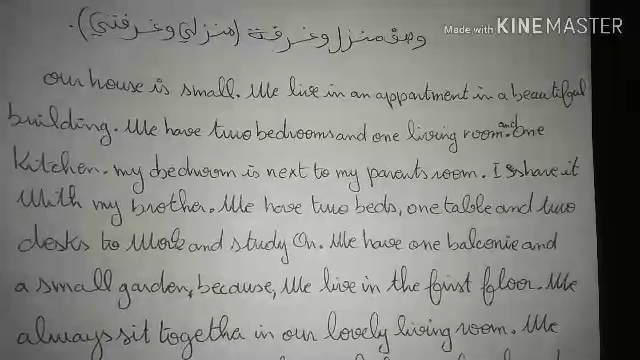 Made with KINEMASTER
وصف منزل وغرفة (منزلي وغرفتي).
our house is small. We live in an appartment in a beautifgul
building. We have two bedrooms and one living room. and one
Kitchen. my bedroom is next to my parents room. I share it
With my brother. We have two beds, one table and two
desks to Work and study On. We have one balconie and
a small garden, because, We live in the first floor. We
always sit togetha in our lovely living room. We